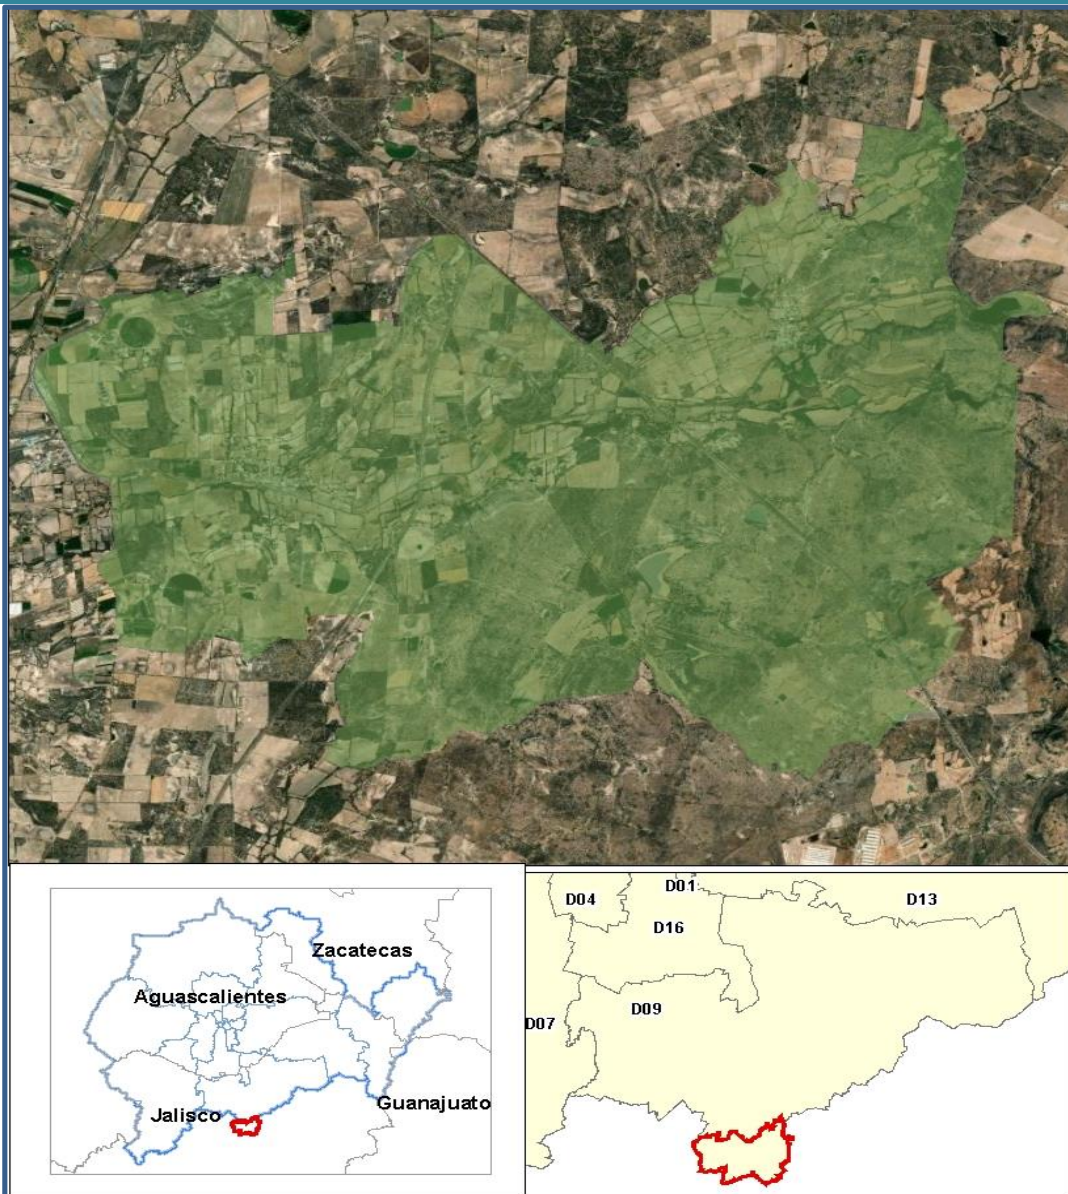 Zacatecas
Aguascalientes
Jalisco
Guanajuato
D04
D01
D13
D16
D09
D07